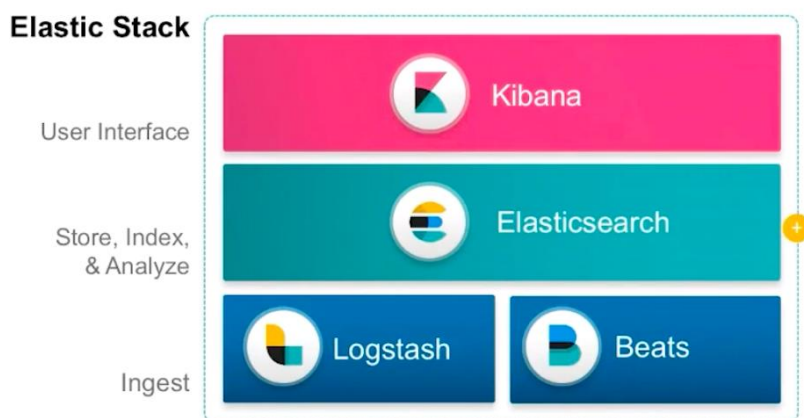 Elastic Stack
Kibana
User Interface
Elasticsearch
Store, Index,
& Analyze
Logstash
Beats
Ingest